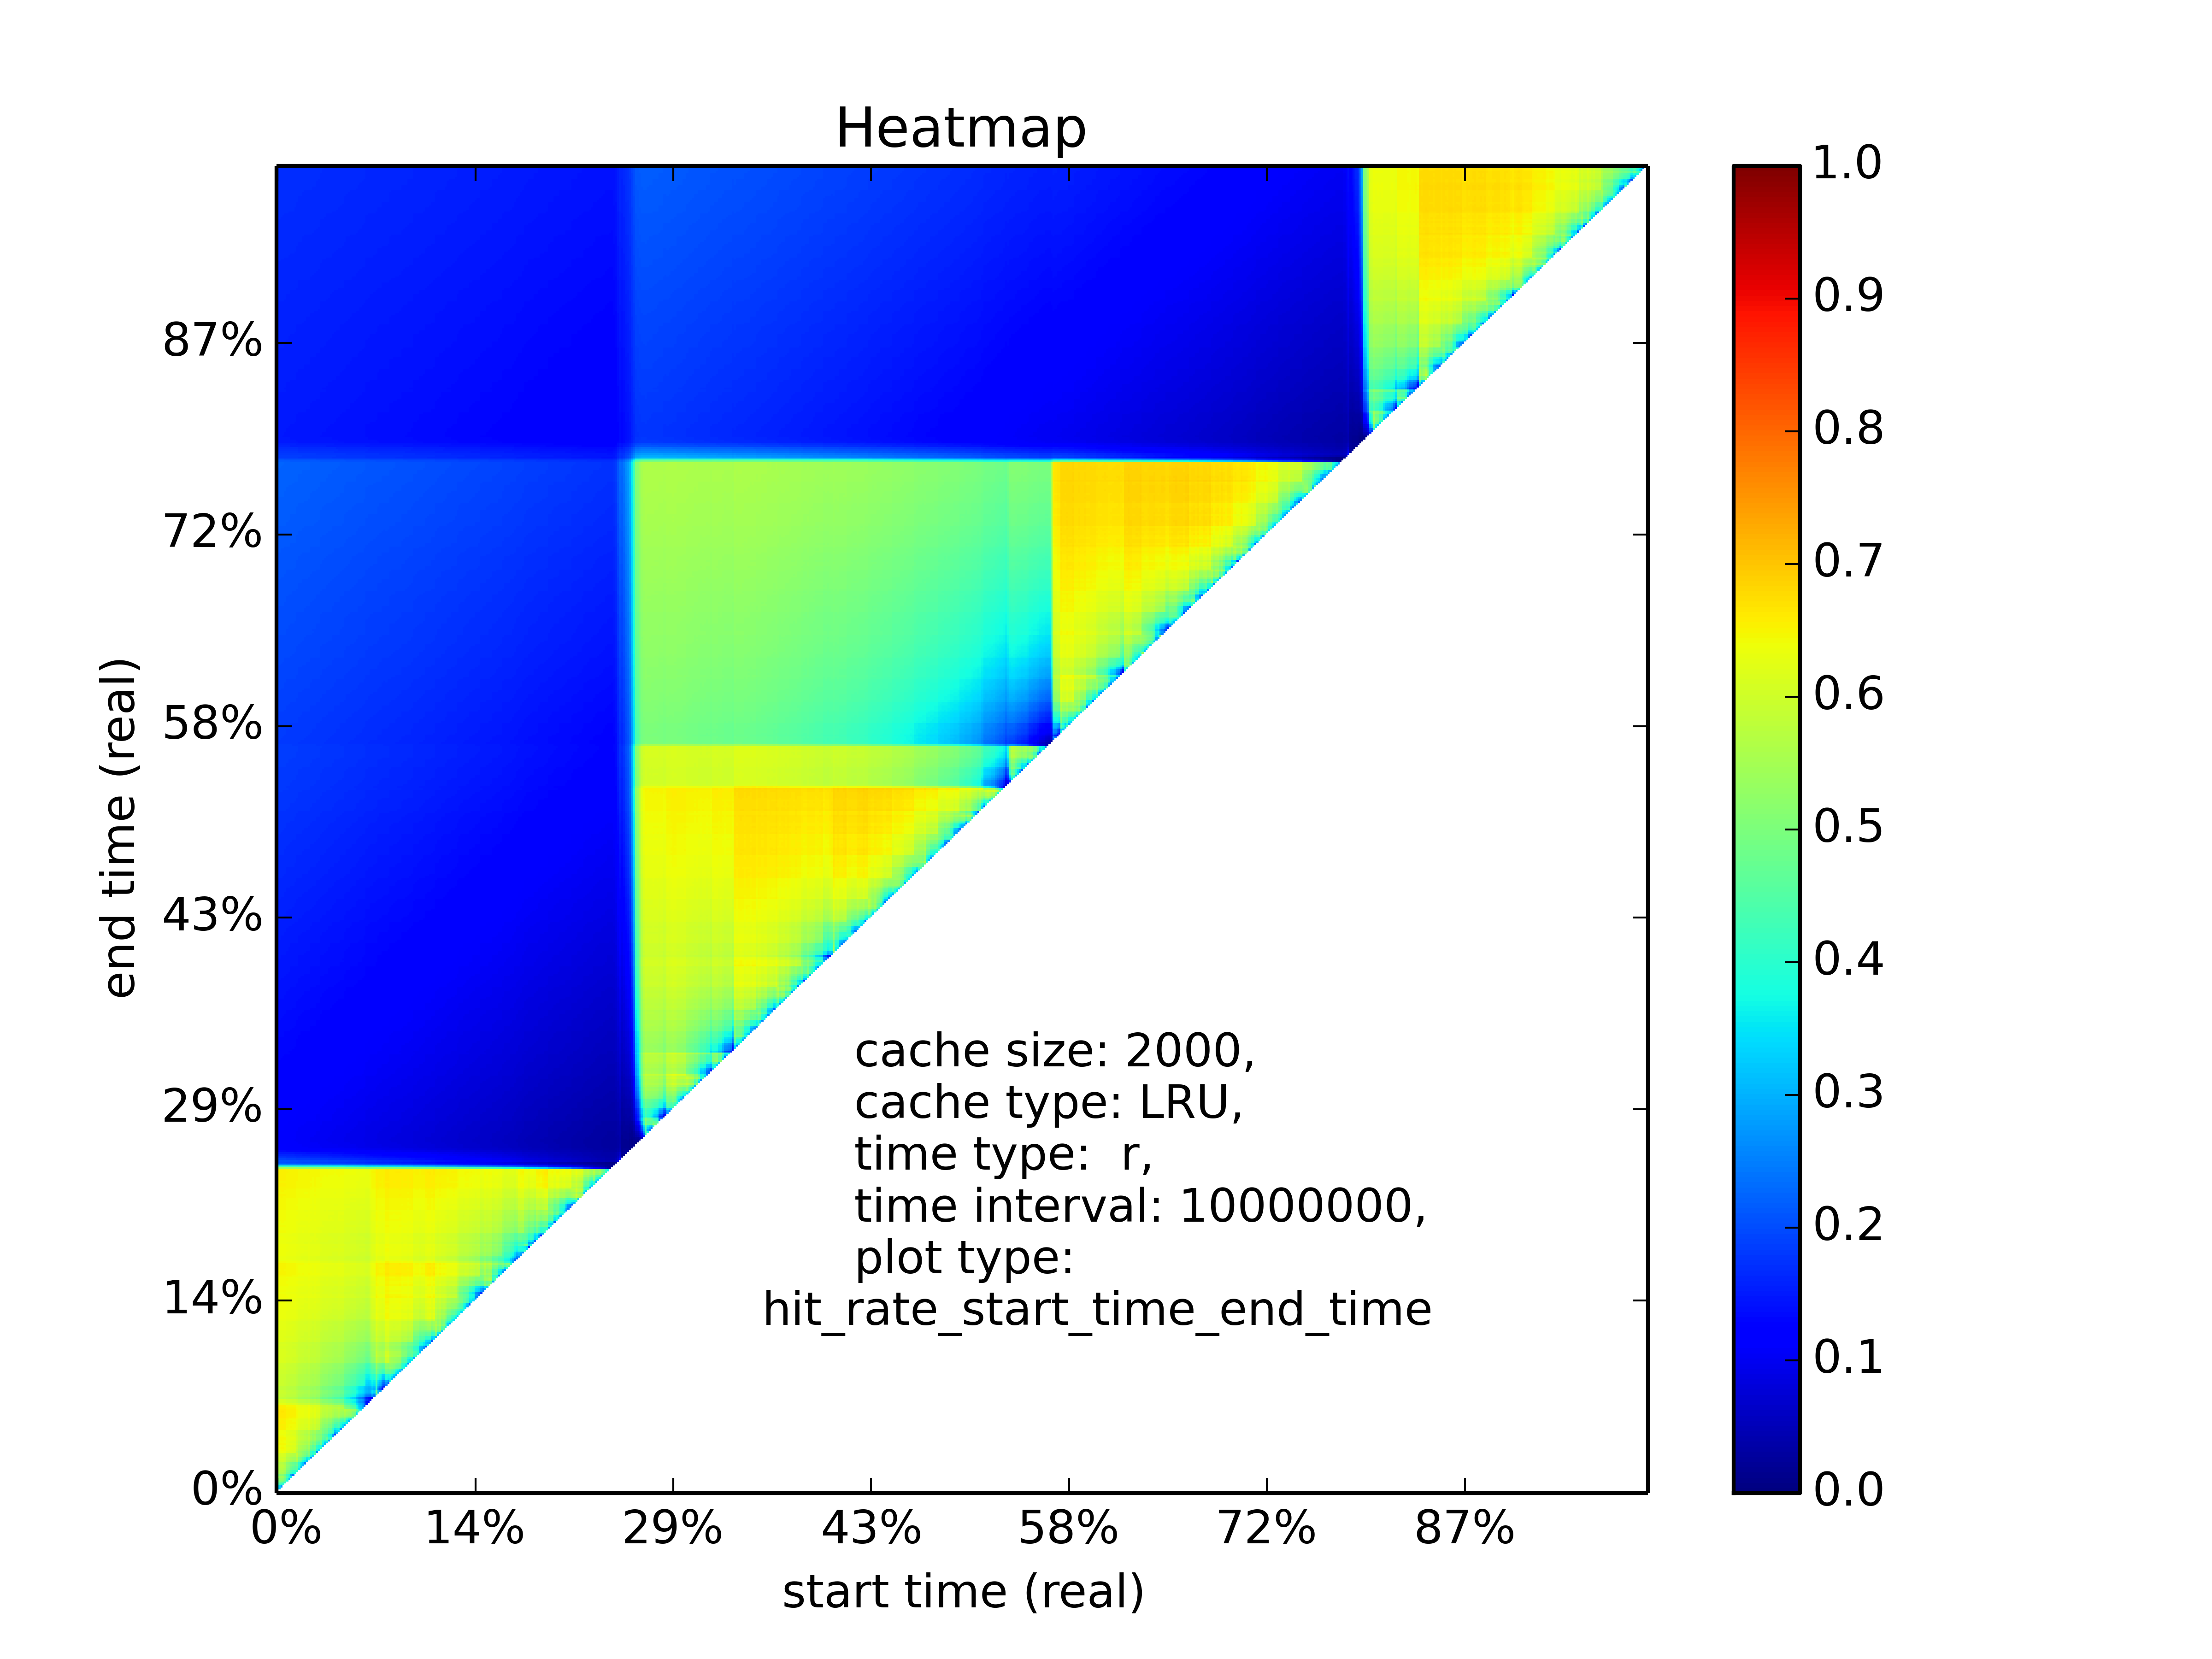 Heatmap
1.0
0.9
0.8
0.7
0.6
0.5
0.4
0.3
0.2
0.1
0.0
87%
72%
58%
43%
29%
14%
0%
end time (real)
cache size: 2000,
cache type: LRU,
time type:  r,
time interval: 10000000,
plot type:
hit_rate_start_time_end_time
0% 14% 29% 43% 58% 72% 87%
start time (real)